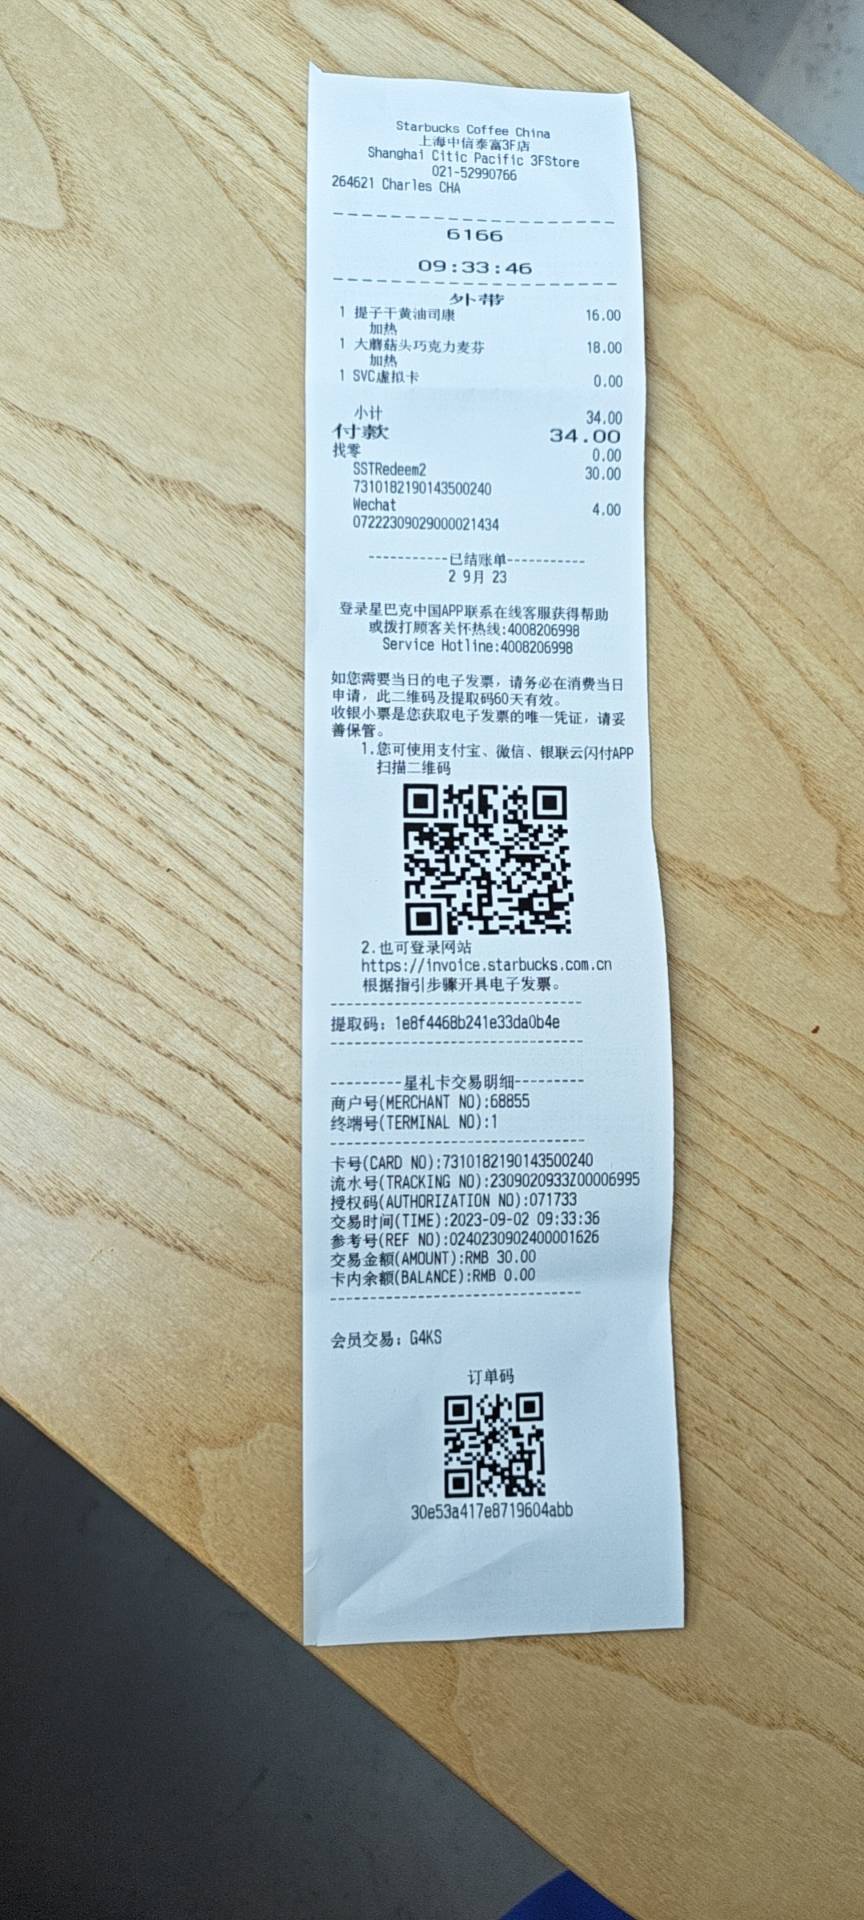 Starbucks Coffee China
上海中信泰富3F店
Shanghai Citic Pacific 3FStore
021-52990766
264621 Charles CHA
6166
09:33:46
外带
1 提子干黄油司康 16.00
加热
1 大蘑菇头巧克力麦芬 18.00
加热
1 SVC虚拟卡 0.00
小计 34.00
付款 34.00
找零 0.00
SSTRedeem2 30.00
7310182190143500240
Wechat 4.00
07222309029000021434
-----------已结账单-----------
2 9月 23
登录星巴克中国APP联系在线客服获得帮助
或拨打顾客关怀热线:4008206998
Service Hotline:4008206998
如您需要当日的电子发票，请务必在消费当日
申请，此二维码及提取码60天有效。
收银小票是您获取电子发票的唯一凭证，请妥
善保管。
1.您可使用支付宝、微信、银联云闪付APP
扫描二维码
2.也可登录网站
https://invoice.starbucks.com.cn
根据指引步骤开具电子发票。
提取码: 1e8f4468b241e33da0b4e
----------星礼卡交易明细----------
商户号(MERCHANT NO):68855
终端号(TERMINAL NO):1
卡号(CARD NO):7310182190143500240
流水号(TRACKING NO):2309020933Z00006995
授权码(AUTHORIZATION NO):071733
交易时间(TIME):2023-09-02 09:33:36
参考号(REF NO):0240230902400001626
交易金额(AMOUNT):RMB 30.00
卡内余额(BALANCE):RMB 0.00
会员交易: G4KS
订单码
30e53a417e8719604abb